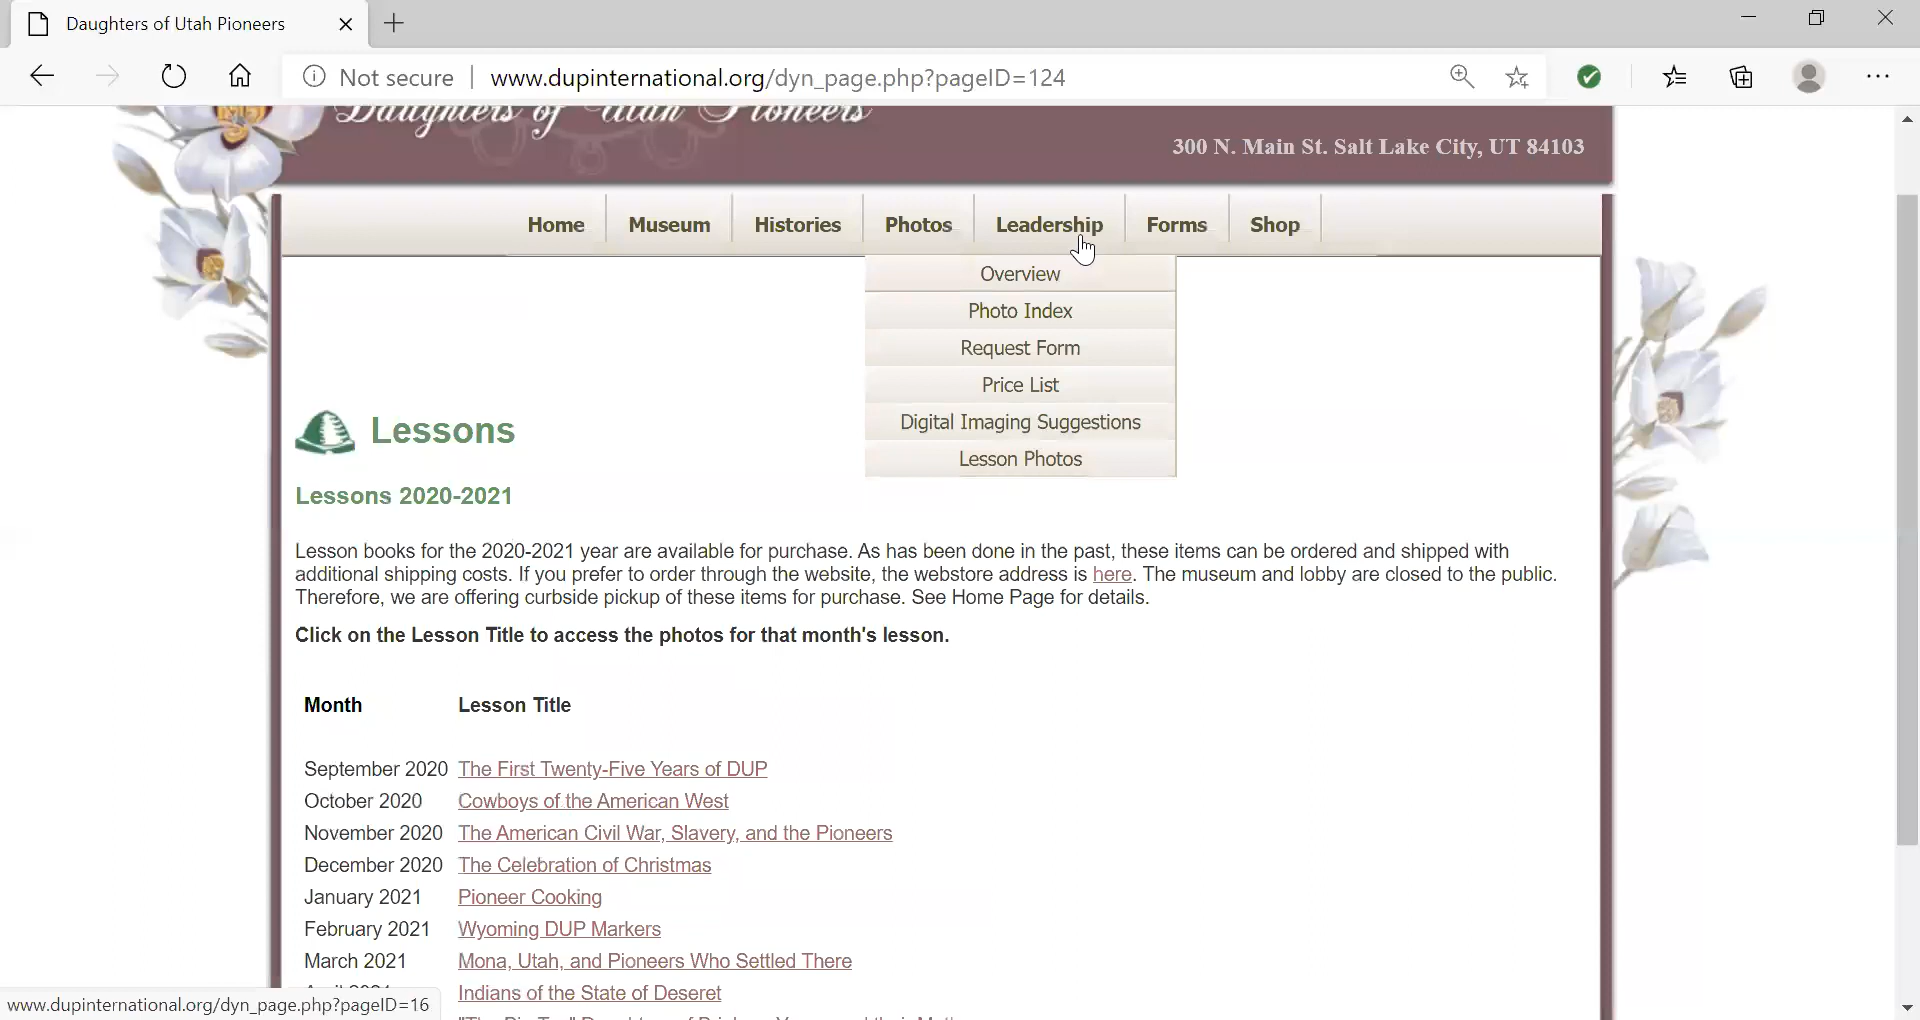 Daughters of Utah Pioneers
Not secure | www.dupinternational.org/dyn_page.php?pageID=124
Daughters of Utah Pioneers
300 N. Main St. Salt Lake City, UT 84103
Home Museum Histories Photos Leadership Forms Shop
Overview
Photo Index
Request Form
Price List
Digital Imaging Suggestions
Lesson Photos
Lessons
Lessons 2020-2021
Lesson books for the 2020-2021 year are available for purchase. As has been done in the past, these items can be ordered and shipped with
additional shipping costs. If you prefer to order through the website, the webstore address is here. The museum and lobby are closed to the public.
Therefore, we are offering curbside pickup of these items for purchase. See Home Page for details.
Click on the Lesson Title to access the photos for that month's lesson.
Month Lesson Title
September 2020 The First Twenty-Five Years of DUP
October 2020 Cowboys of the American West
November 2020 The American Civil War, Slavery, and the Pioneers
December 2020 The Celebration of Christmas
January 2021 Pioneer Cooking
February 2021 Wyoming DUP Markers
March 2021 Mona, Utah, and Pioneers Who Settled There
April 2021 Indians of the State of Deseret
www.dupinternational.org/dyn_page.php?pageID=16